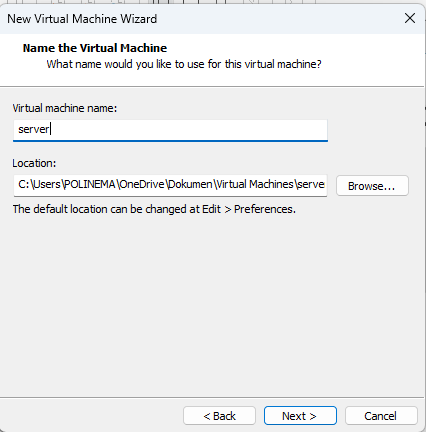 New Virtual Machine Wizard
Name the Virtual Machine
What name would you like to use for this virtual machine?
Virtual machine name:
server
Location:
C:\Users\POLINEMA\OneDrive\Dokumen\Virtual Machines\serve
Browse...
The default location can be changed at Edit > Preferences.
< Back
Next >
Cancel